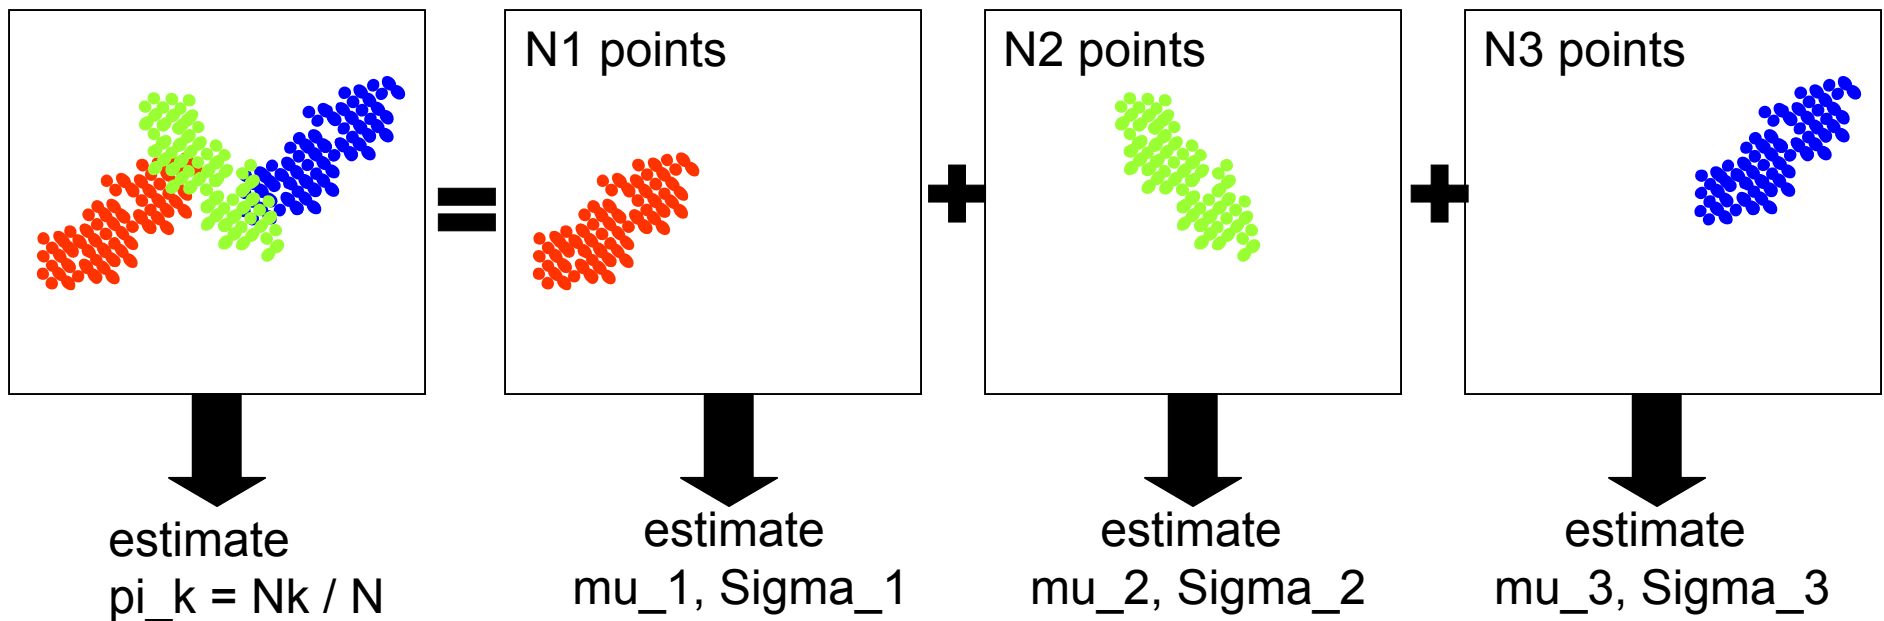 N1 points
N2 points
N3 points
estimate
pi_k = Nk / N
estimate
mu_1, Sigma_1
estimate
mu_2, Sigma_2
estimate
mu_3, Sigma_3